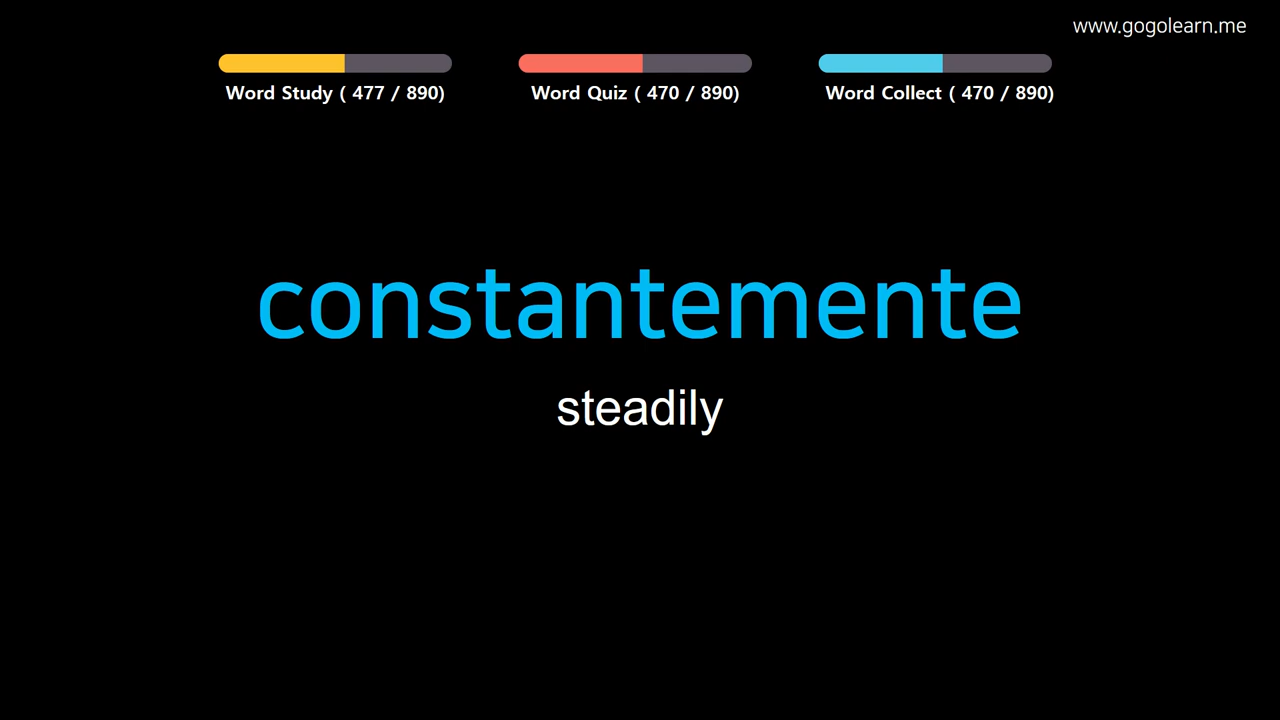 www.gogolearn.me
Word Study ( 477 / 890)
Word Quiz ( 470 / 890)
Word Collect ( 470 / 890)
constantemente
steadily